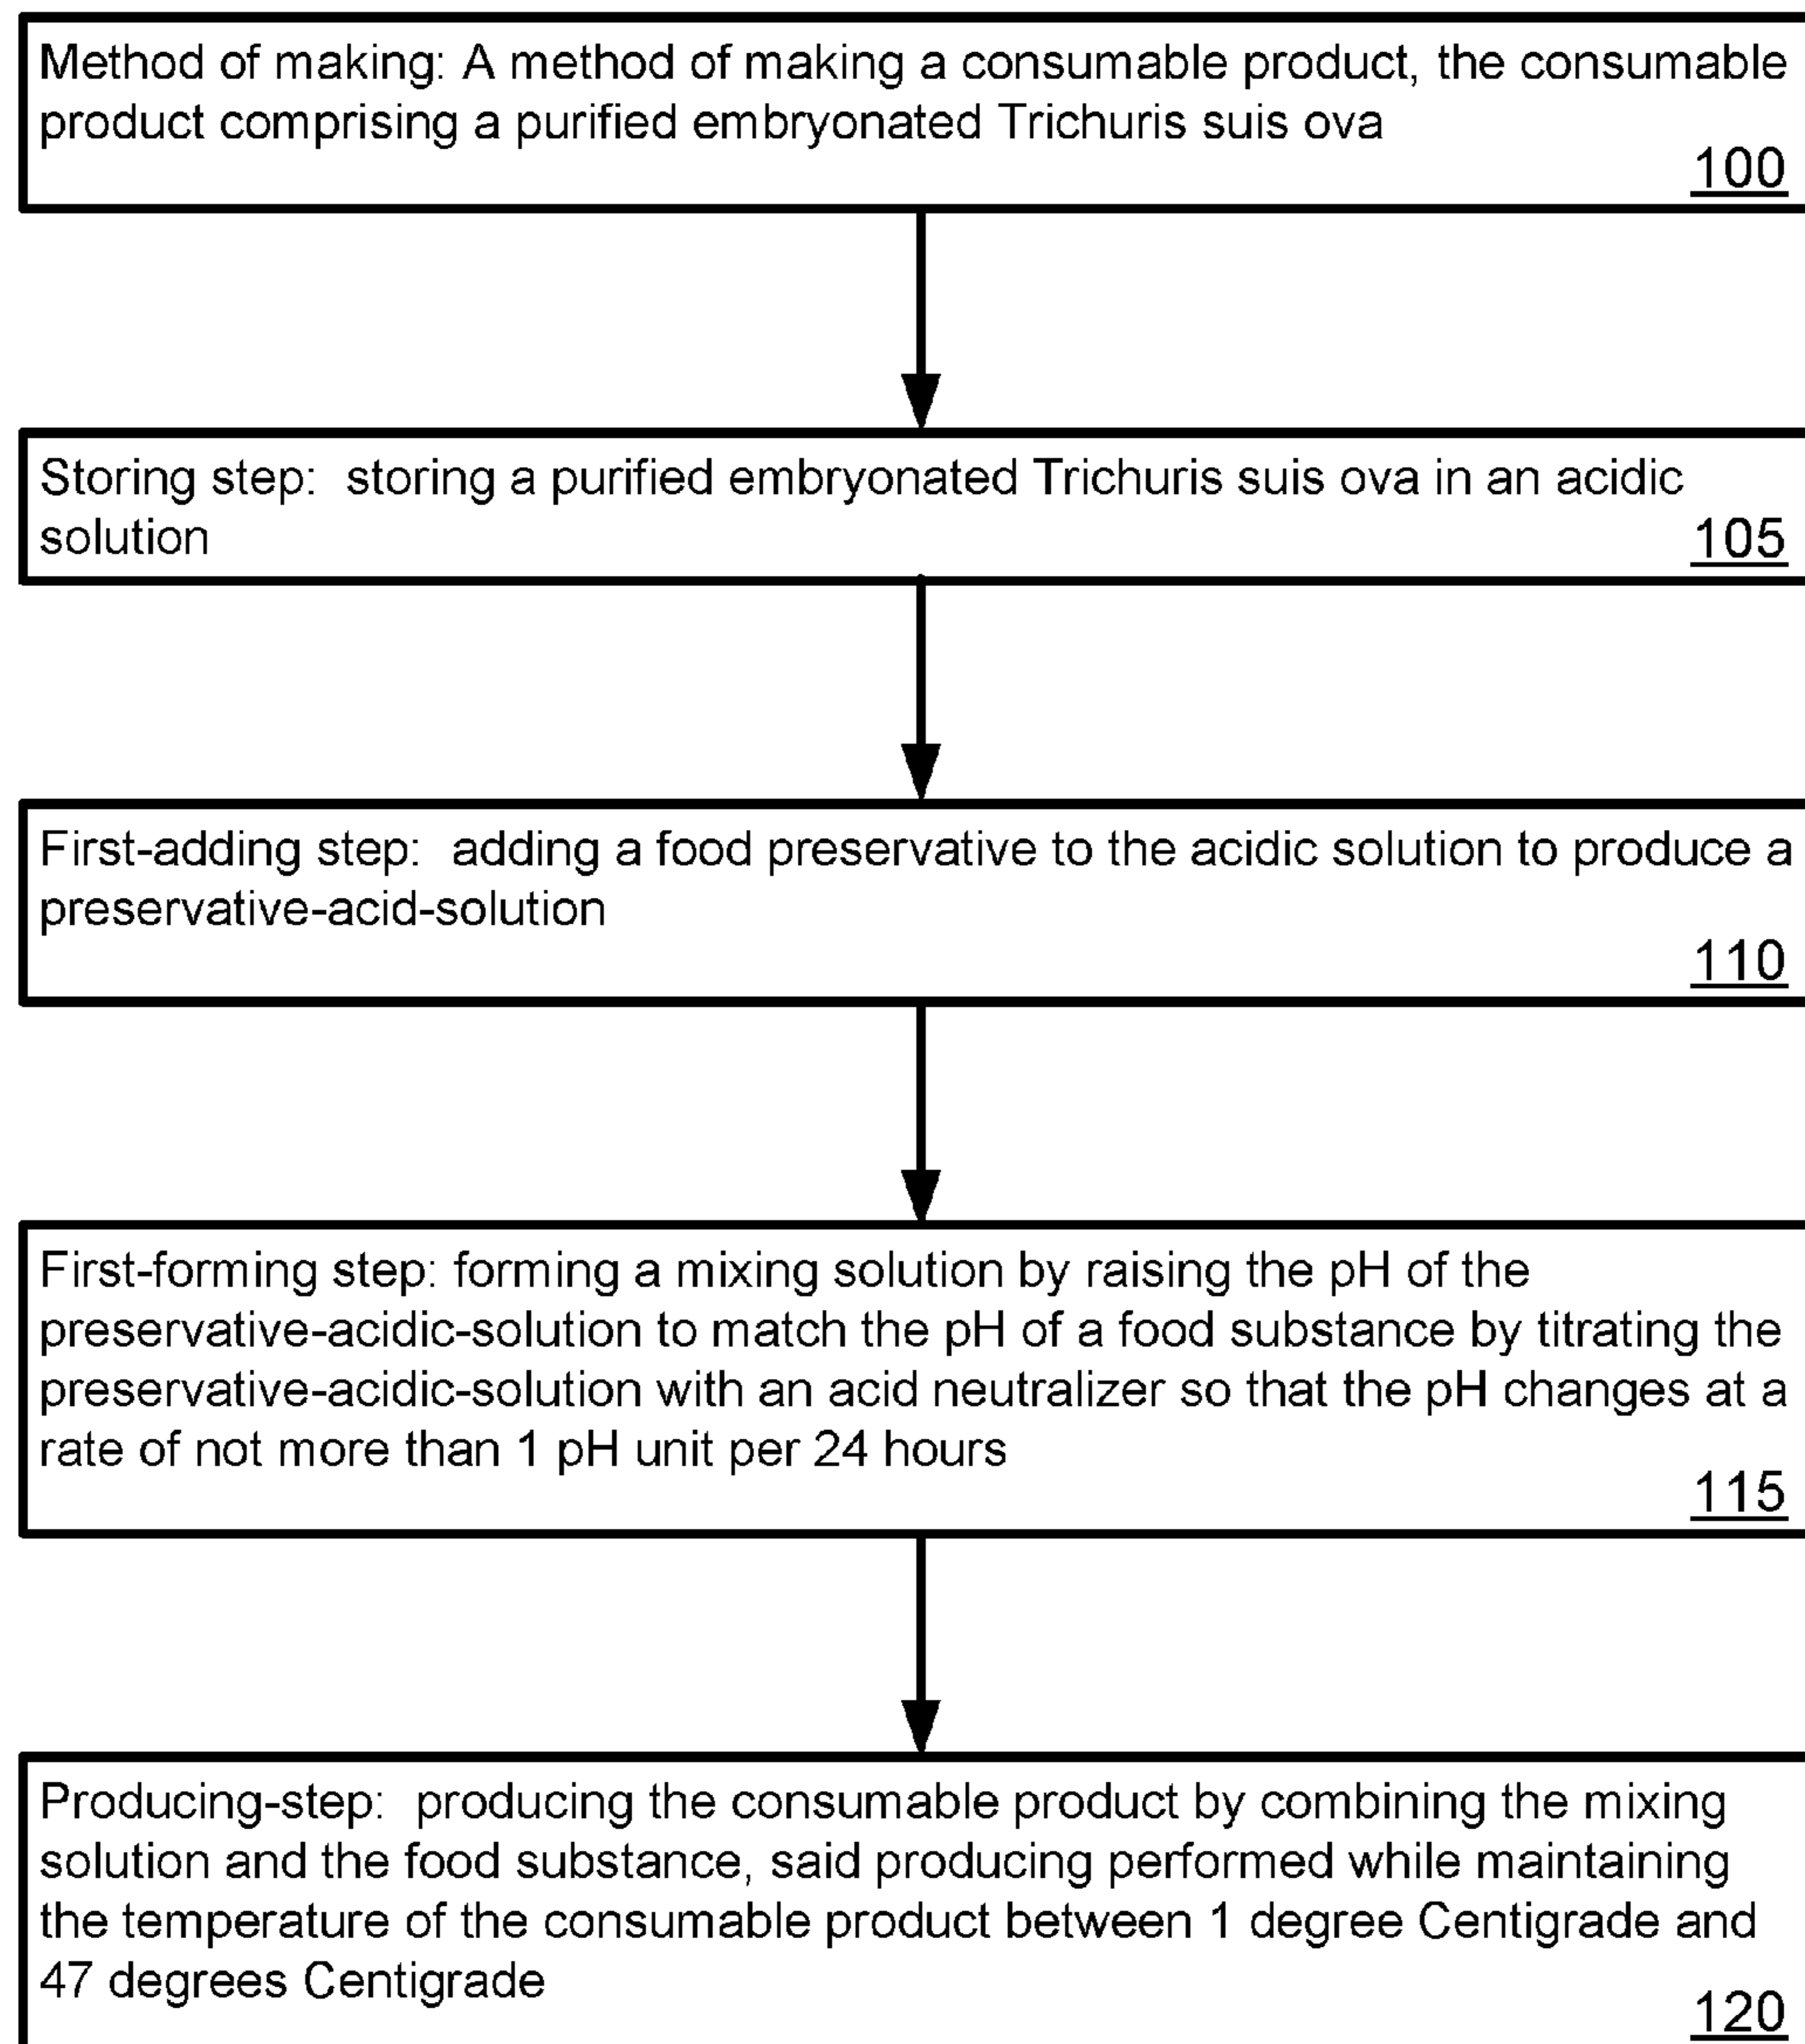 Method of making: A method of making a consumable product, the consumable
product comprising a purified embryonated Trichuris suis ova
100
Storing step: storing a purified embryonated Trichuris suis ova in an acidic
solution
105
First-adding step: adding a food preservative to the acidic solution to produce a
preservative-acid-solution
110
First-forming step: forming a mixing solution by raising the pH of the
preservative-acidic-solution to match the pH of a food substance by titrating the
preservative-acidic-solution with an acid neutralizer so that the pH changes at a
rate of not more than 1 pH unit per 24 hours
115
Producing-step: producing the consumable product by combining the mixing
solution and the food substance, said producing performed while maintaining
the temperature of the consumable product between 1 degree Centigrade and
47 degrees Centigrade
120